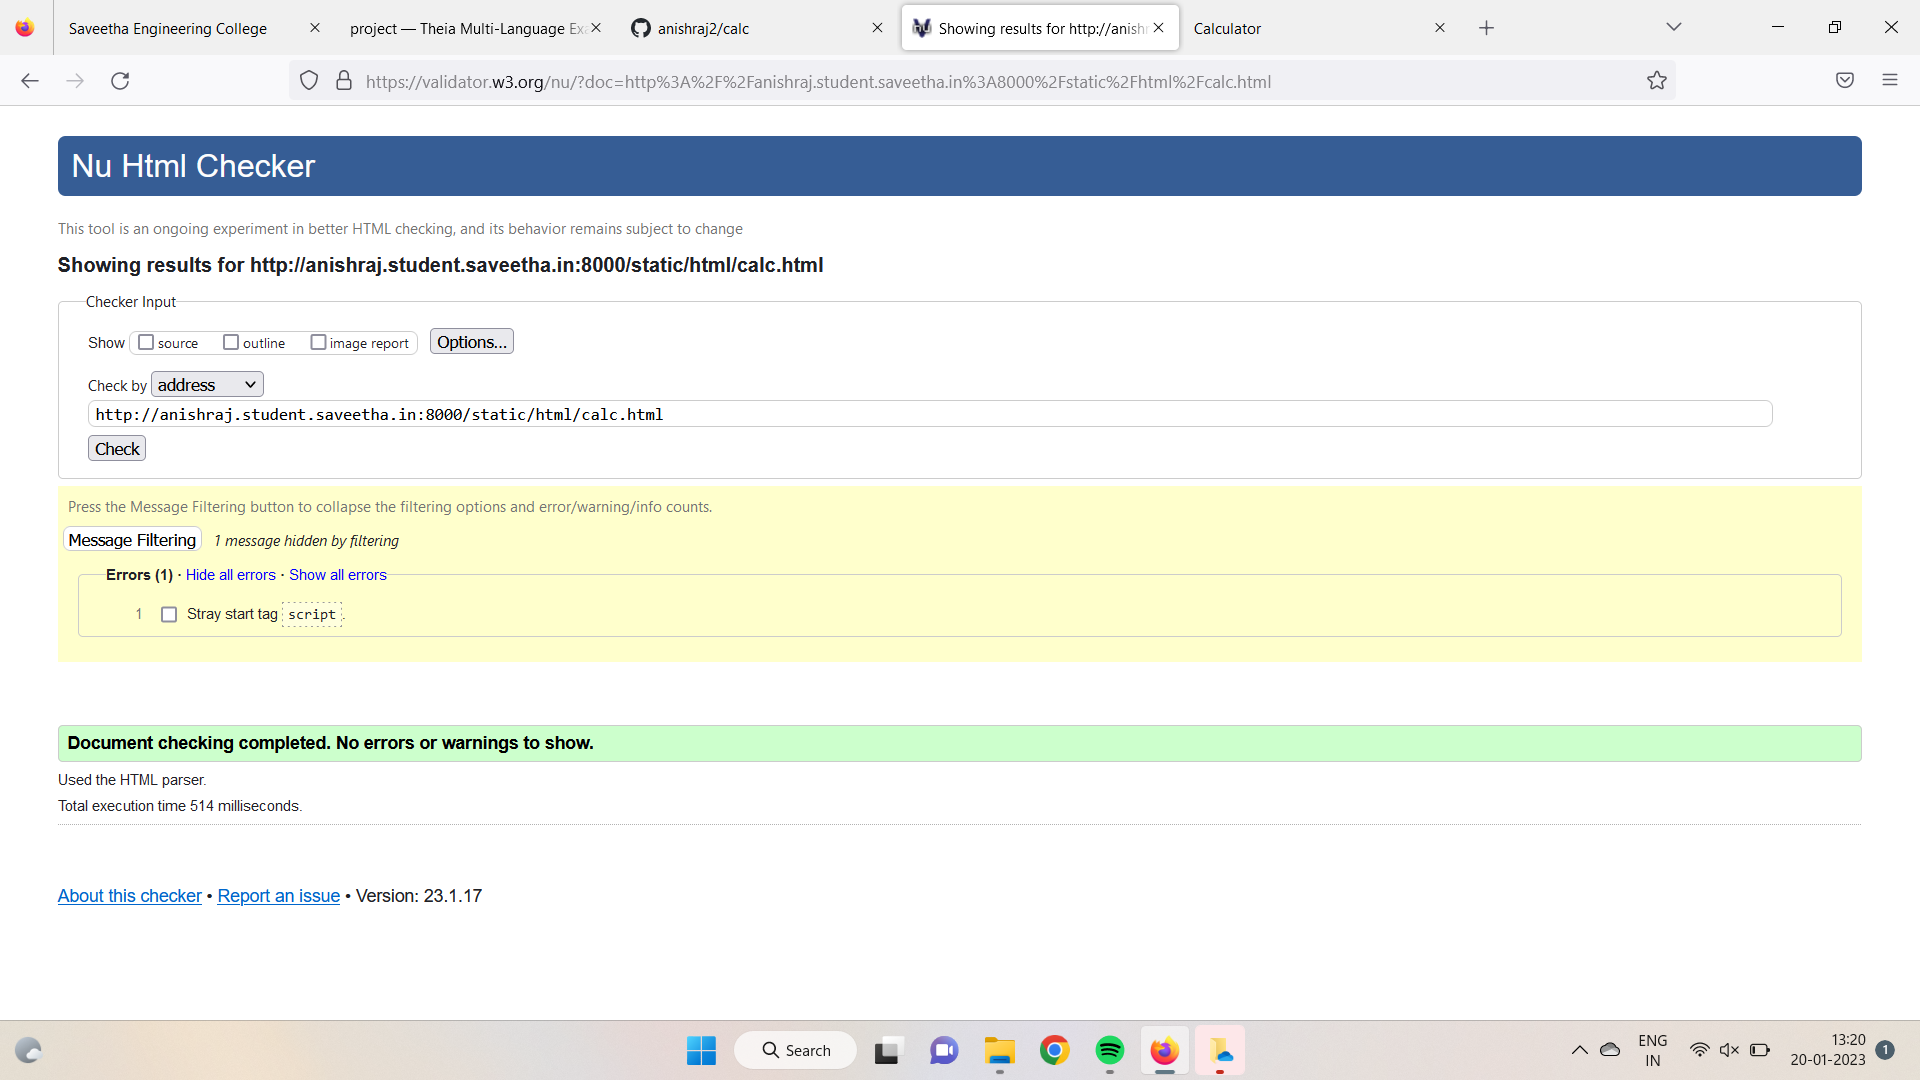 Saveetha Engineering College
project — Theia Multi-Language Exa
anishraj2/calc
Showing results for http://anishr
Calculator
https://validator.w3.org/nu/?doc=http%3A%2F%2Fanishraj.student.saveetha.in%3A8000%2Fstatic%2Fhtml%2Fcalc.html
Nu Html Checker
This tool is an ongoing experiment in better HTML checking, and its behavior remains subject to change
Showing results for http://anishraj.student.saveetha.in:8000/static/html/calc.html
Checker Input
Show source outline image report Options...
Check by address
http://anishraj.student.saveetha.in:8000/static/html/calc.html
Check
Press the Message Filtering button to collapse the filtering options and error/warning/info counts.
Message Filtering 1 message hidden by filtering
Errors (1) · Hide all errors · Show all errors
1 Stray start tag script.
Document checking completed. No errors or warnings to show.
Used the HTML parser.
Total execution time 514 milliseconds.
About this checker • Report an issue • Version: 23.1.17
Search
ENG
IN
13:20
20-01-2023
1